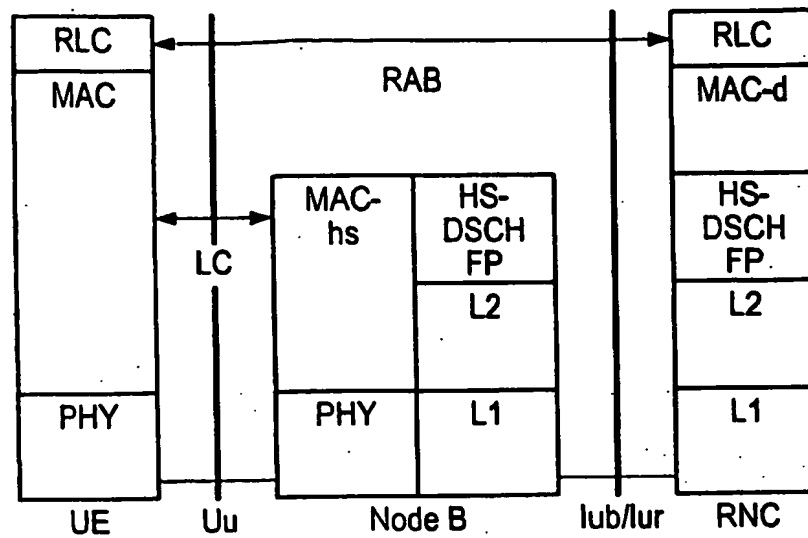 RLC
RLC
RAB
MAC
MAC-d
MAC-
hs
HS-
DSCH
FP
HS-
DSCH
FP
LC
L2
L2
PHY
PHY
L1
L1
UE
Uu
Node B
Iub/Iur
RNC